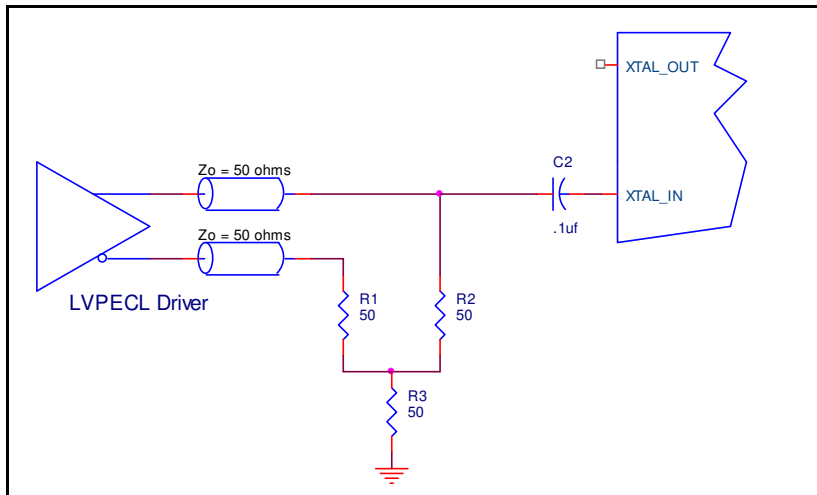 XTAL_OUT
C2
Zo = 50 ohms
XTAL_IN
.1uf
Zo = 50 ohms
LVPECL Driver
R1
50
R2
50
R3
50